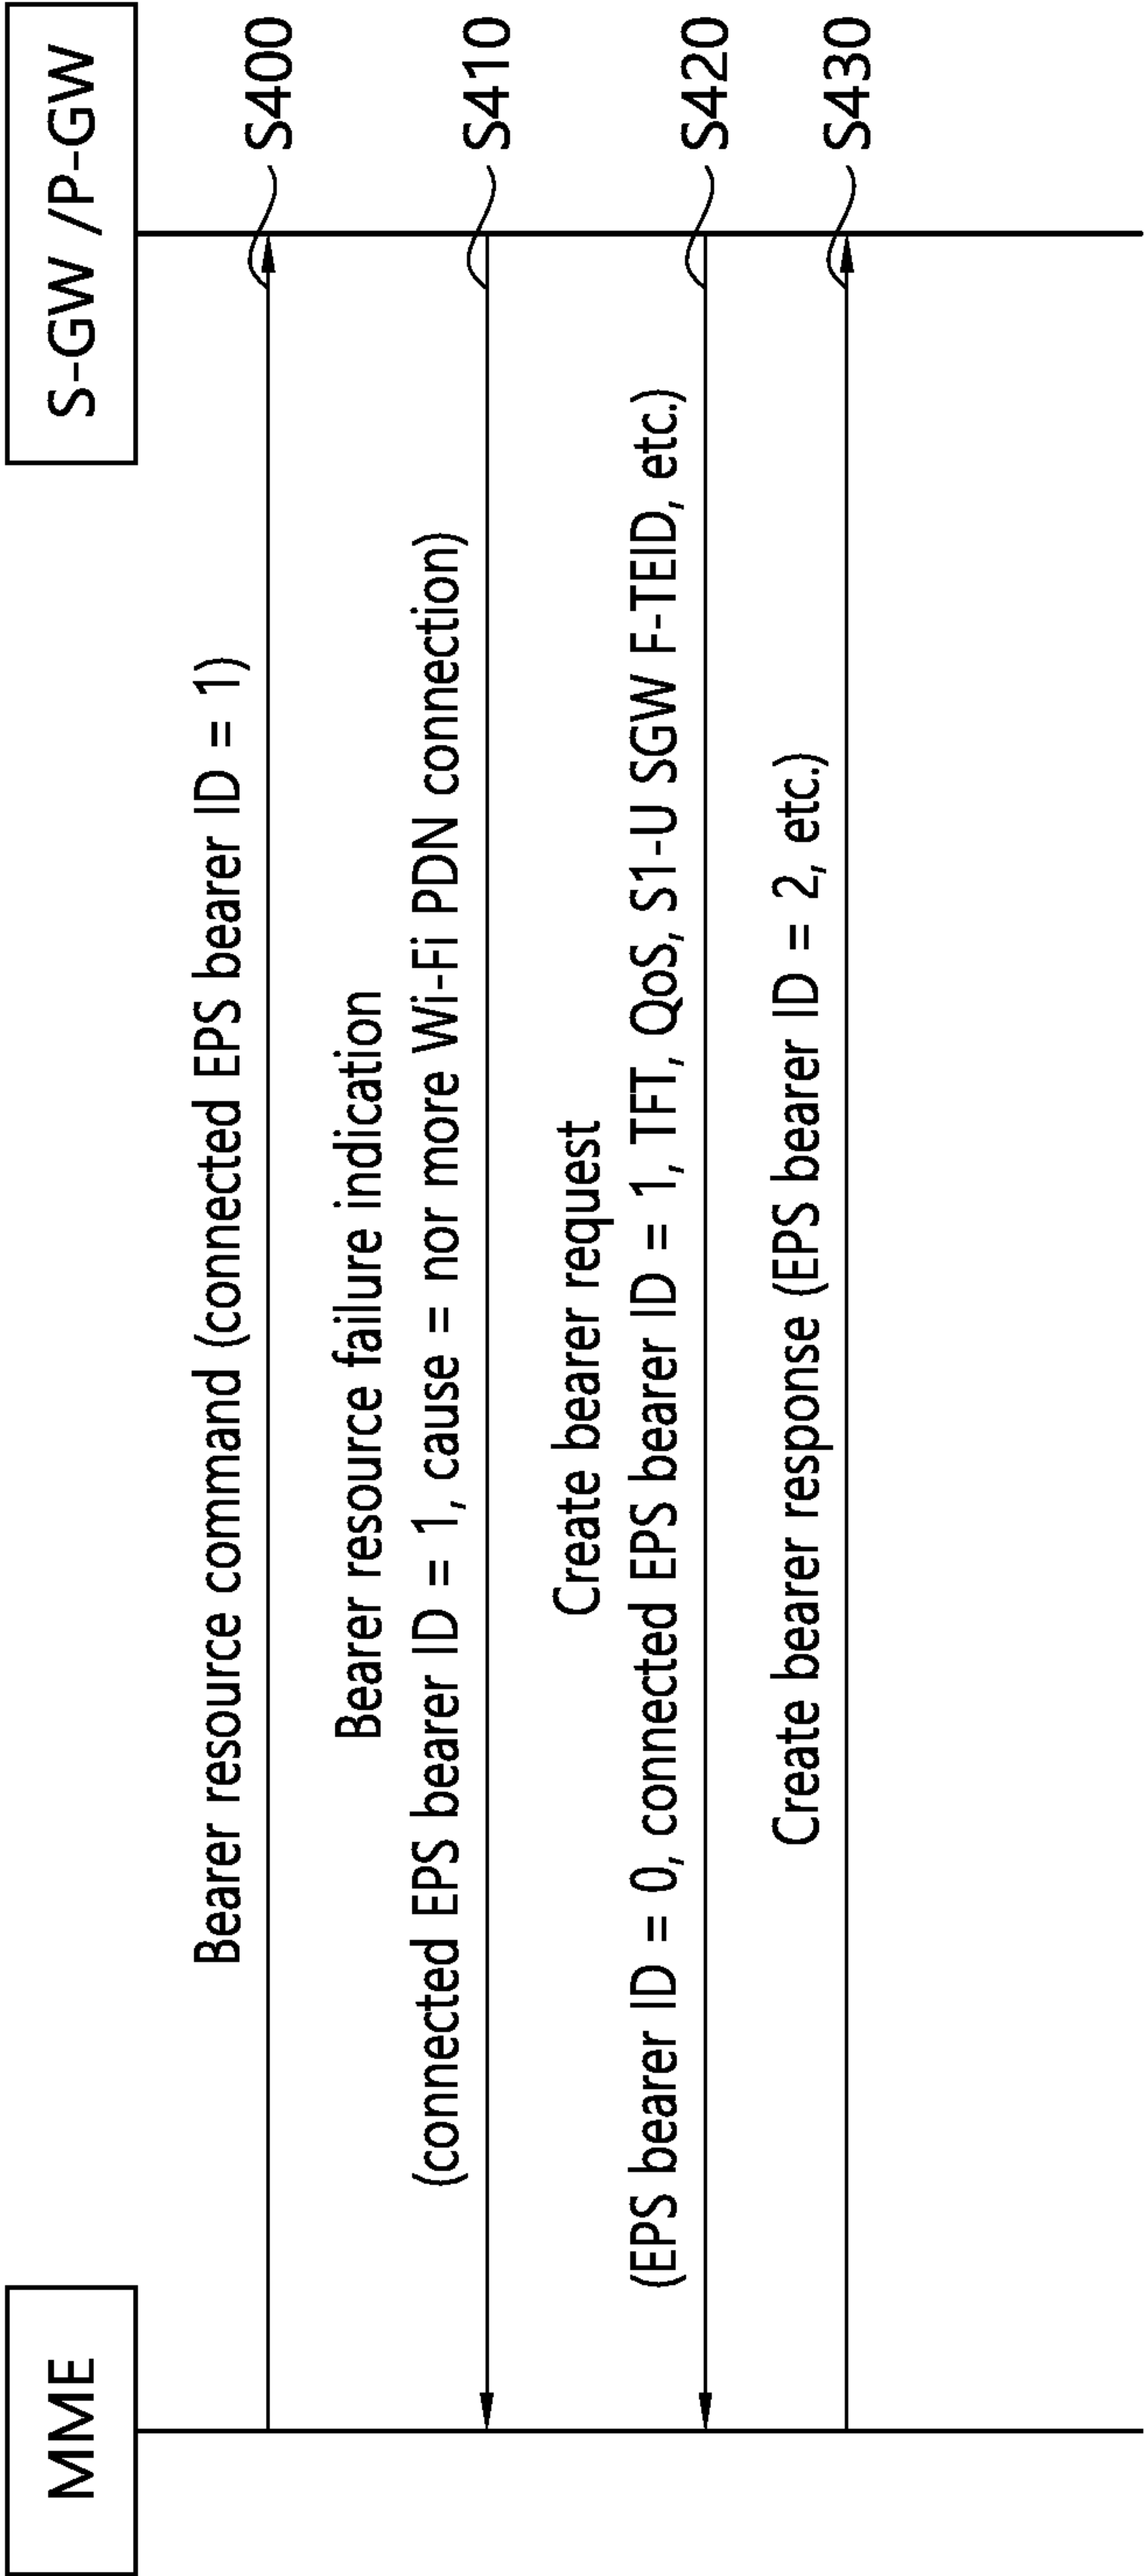 MME
S-GW /P-GW
Bearer resource command (connected EPS bearer ID = 1)
S400
Bearer resource failure indication
(connected EPS bearer ID = 1, cause = nor more Wi-Fi PDN connection)
S410
Create bearer request
(EPS bearer ID = 0, connected EPS bearer ID = 1, TFT, QoS, S1-U SGW F-TEID, etc.)
S420
Create bearer response (EPS bearer ID = 2, etc.)
S430